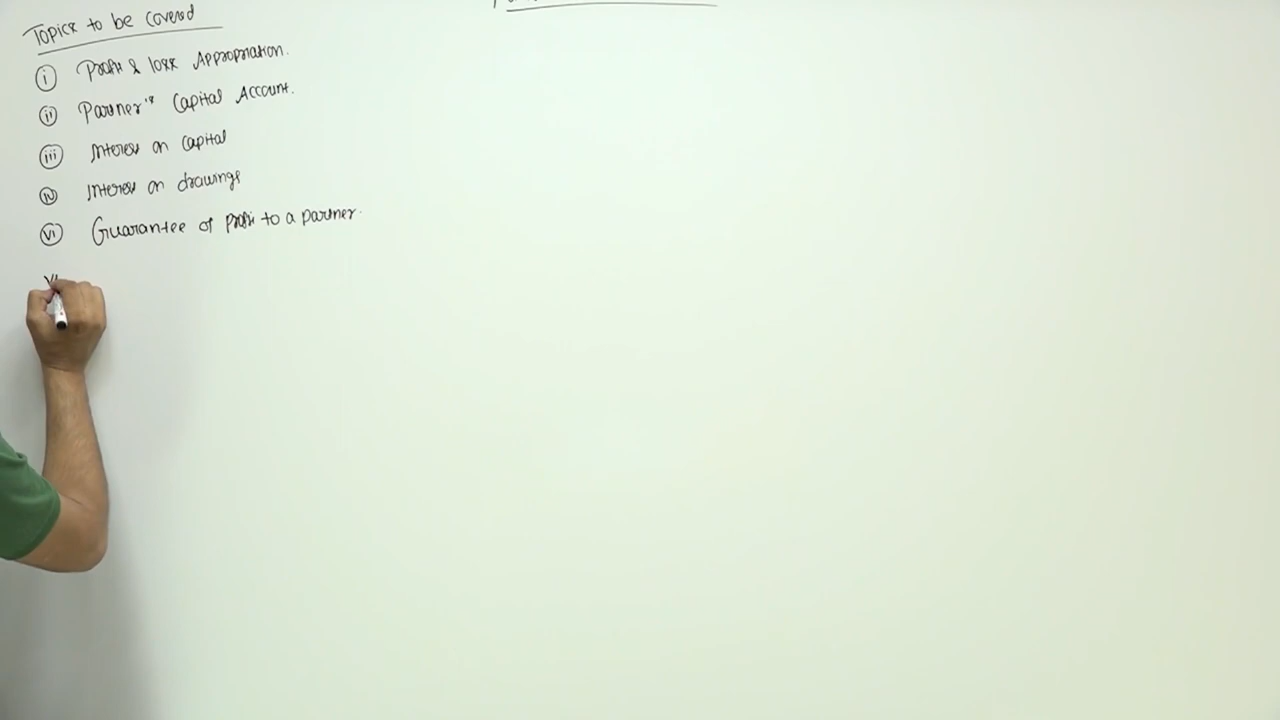 Topics to be covered
(i) Profit & loss Appropriation.
(ii) Partner's Capital Account.
(iii) Interest on capital
(iv) Interest on drawings
(vi) Guarantee of profit to a partner.